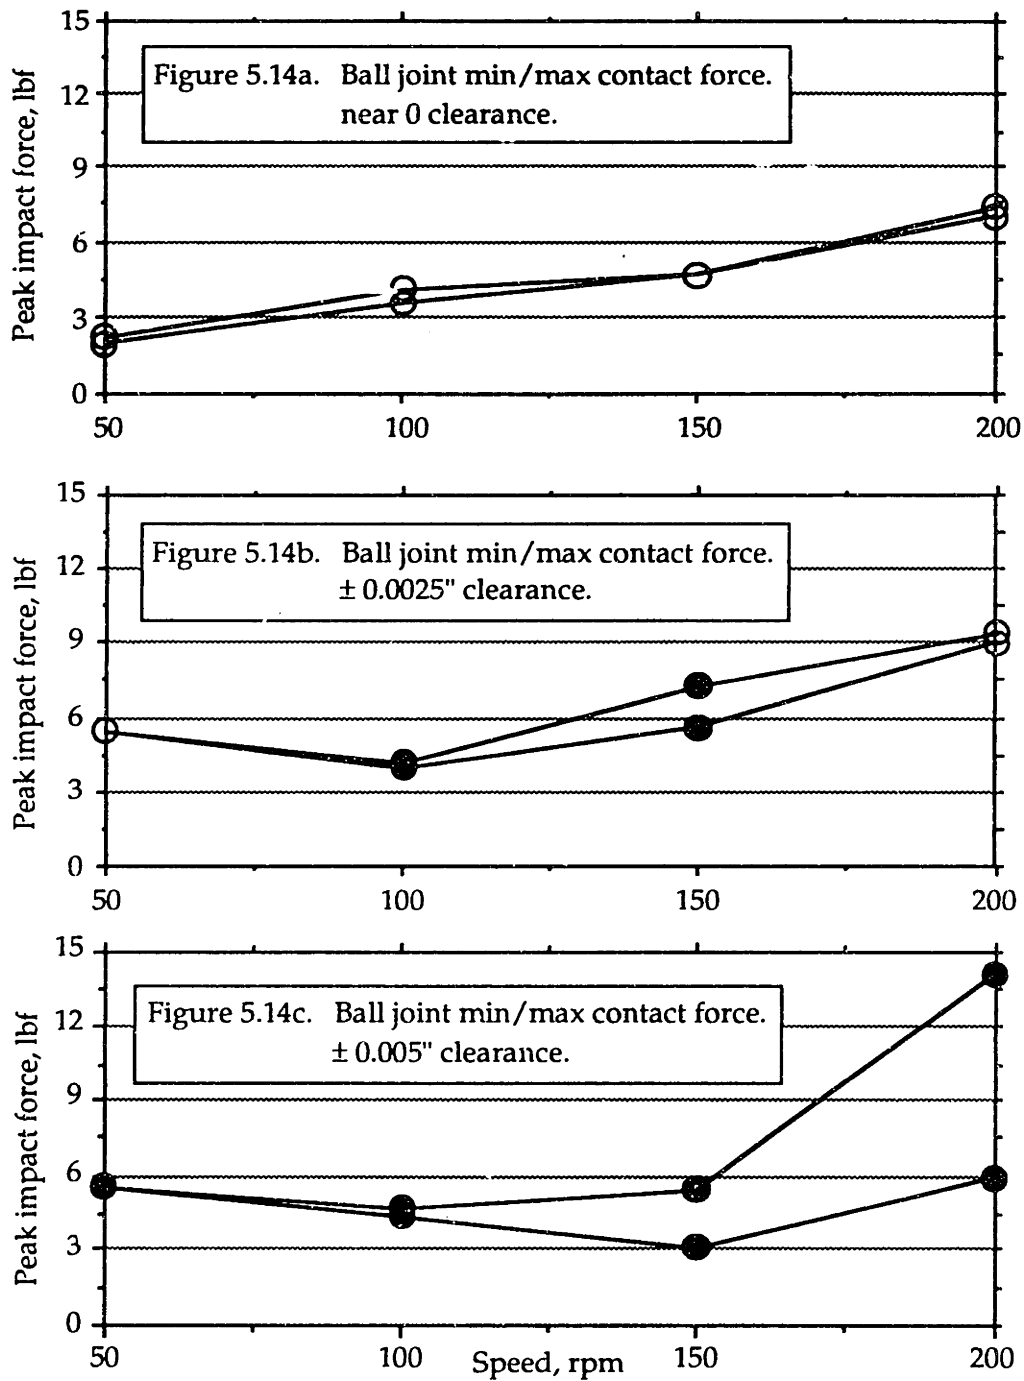 15
Figure 5.14a. Ball joint min/max contact force.
near 0 clearance.
12
9
6
3
0
Peak impact force, lbf
50 100 150 200
15
Figure 5.14b. Ball joint min/max contact force.
± 0.0025" clearance.
12
9
6
3
0
Peak impact force, lbf
50 100 150 200
15
Figure 5.14c. Ball joint min/max contact force.
± 0.005" clearance.
12
9
6
3
0
Peak impact force, lbf
50 100 150 200
Speed, rpm